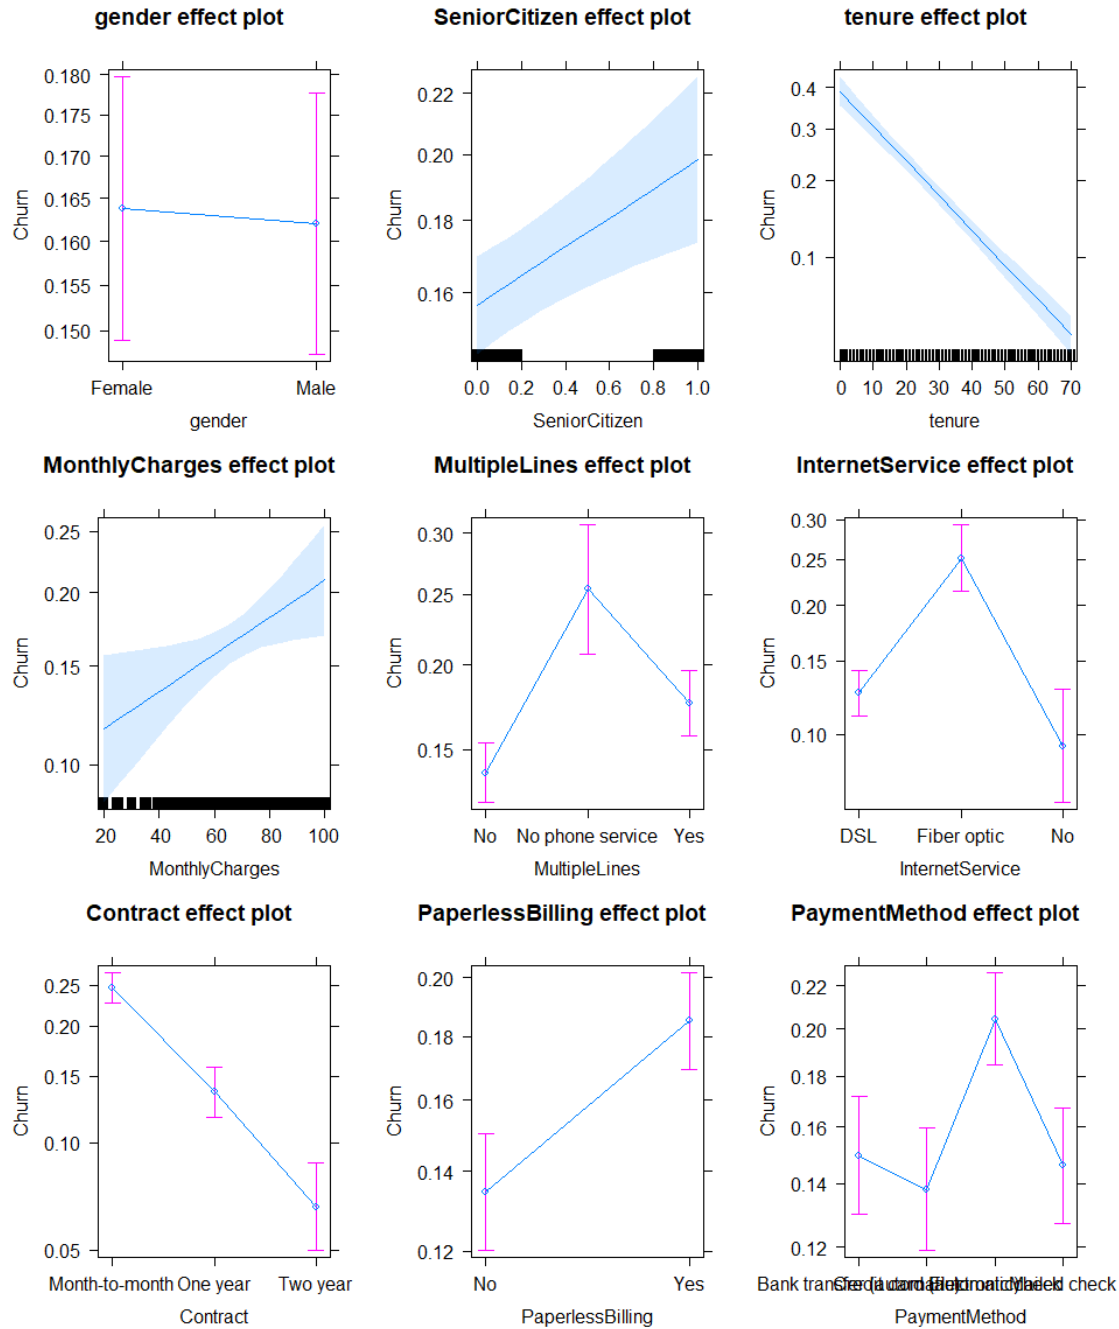 gender effect plot
0.180
0.175
0.170
0.165
0.160
0.155
0.150
Churn
Female Male
gender
SeniorCitizen effect plot
0.22
0.20
0.18
0.16
Churn
0.0 0.2 0.4 0.6 0.8 1.0
SeniorCitizen
tenure effect plot
0.4
0.3
0.2
0.1
Churn
0 10 20 30 40 50 60 70
tenure
MonthlyCharges effect plot
0.25
0.20
0.15
0.10
Churn
20 40 60 80 100
MonthlyCharges
MultipleLines effect plot
0.30
0.25
0.20
0.15
Churn
No No phone service Yes
MultipleLines
InternetService effect plot
0.30
0.25
0.20
0.15
0.10
Churn
DSL Fiber optic No
InternetService
Contract effect plot
0.25
0.20
0.15
0.10
0.05
Churn
Month-to-month One year Two year
Contract
PaperlessBilling effect plot
0.20
0.18
0.16
0.14
0.12
Churn
No Yes
PaperlessBilling
PaymentMethod effect plot
0.22
0.20
0.18
0.16
0.14
0.12
Churn
Bank transfer check
PaymentMethod